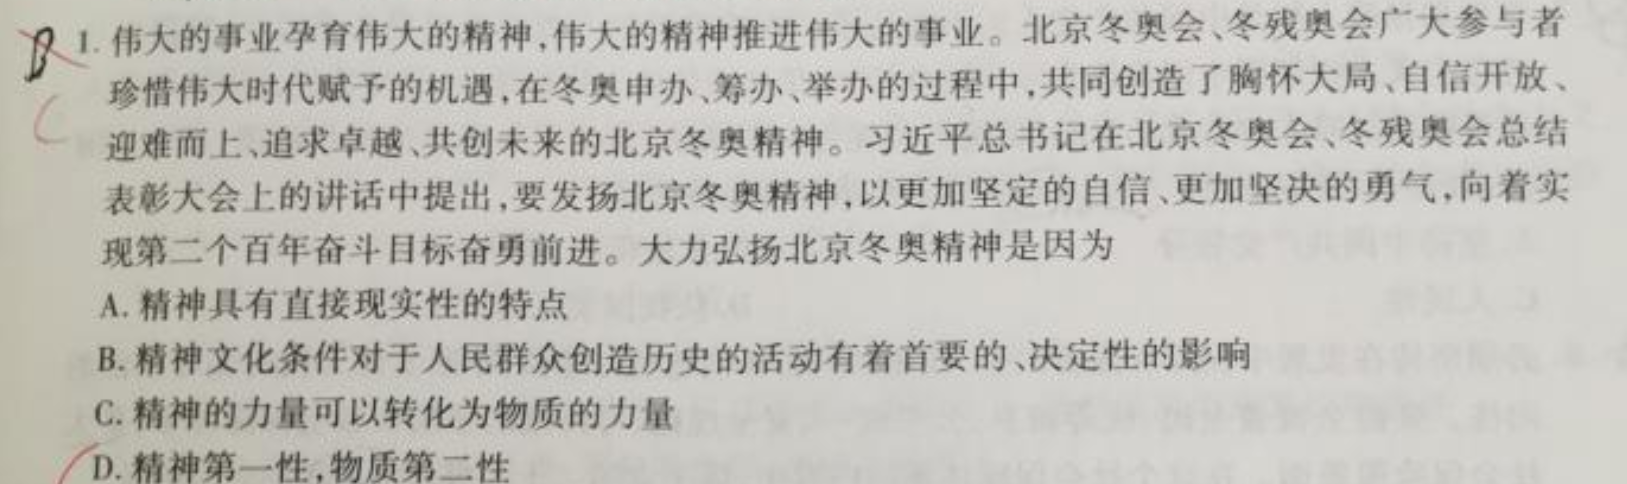 B 1. 伟大的事业孕育伟大的精神,伟大的精神推进伟大的事业。北京冬奥会、冬残奥会广大参与者
C 珍惜伟大时代赋予的机遇,在冬奥申办、筹办、举办的过程中,共同创造了胸怀大局、自信开放、
迎难而上、追求卓越、共创未来的北京冬奥精神。习近平总书记在北京冬奥会、冬残奥会总结
表彰大会上的讲话中提出,要发扬北京冬奥精神,以更加坚定的自信、更加坚决的勇气,向着实
现第二个百年奋斗目标奋勇前进。大力弘扬北京冬奥精神是因为
A. 精神具有直接现实性的特点
B. 精神文化条件对于人民群众创造历史的活动有着首要的、决定性的影响
C. 精神的力量可以转化为物质的力量
D. 精神第一性,物质第二性